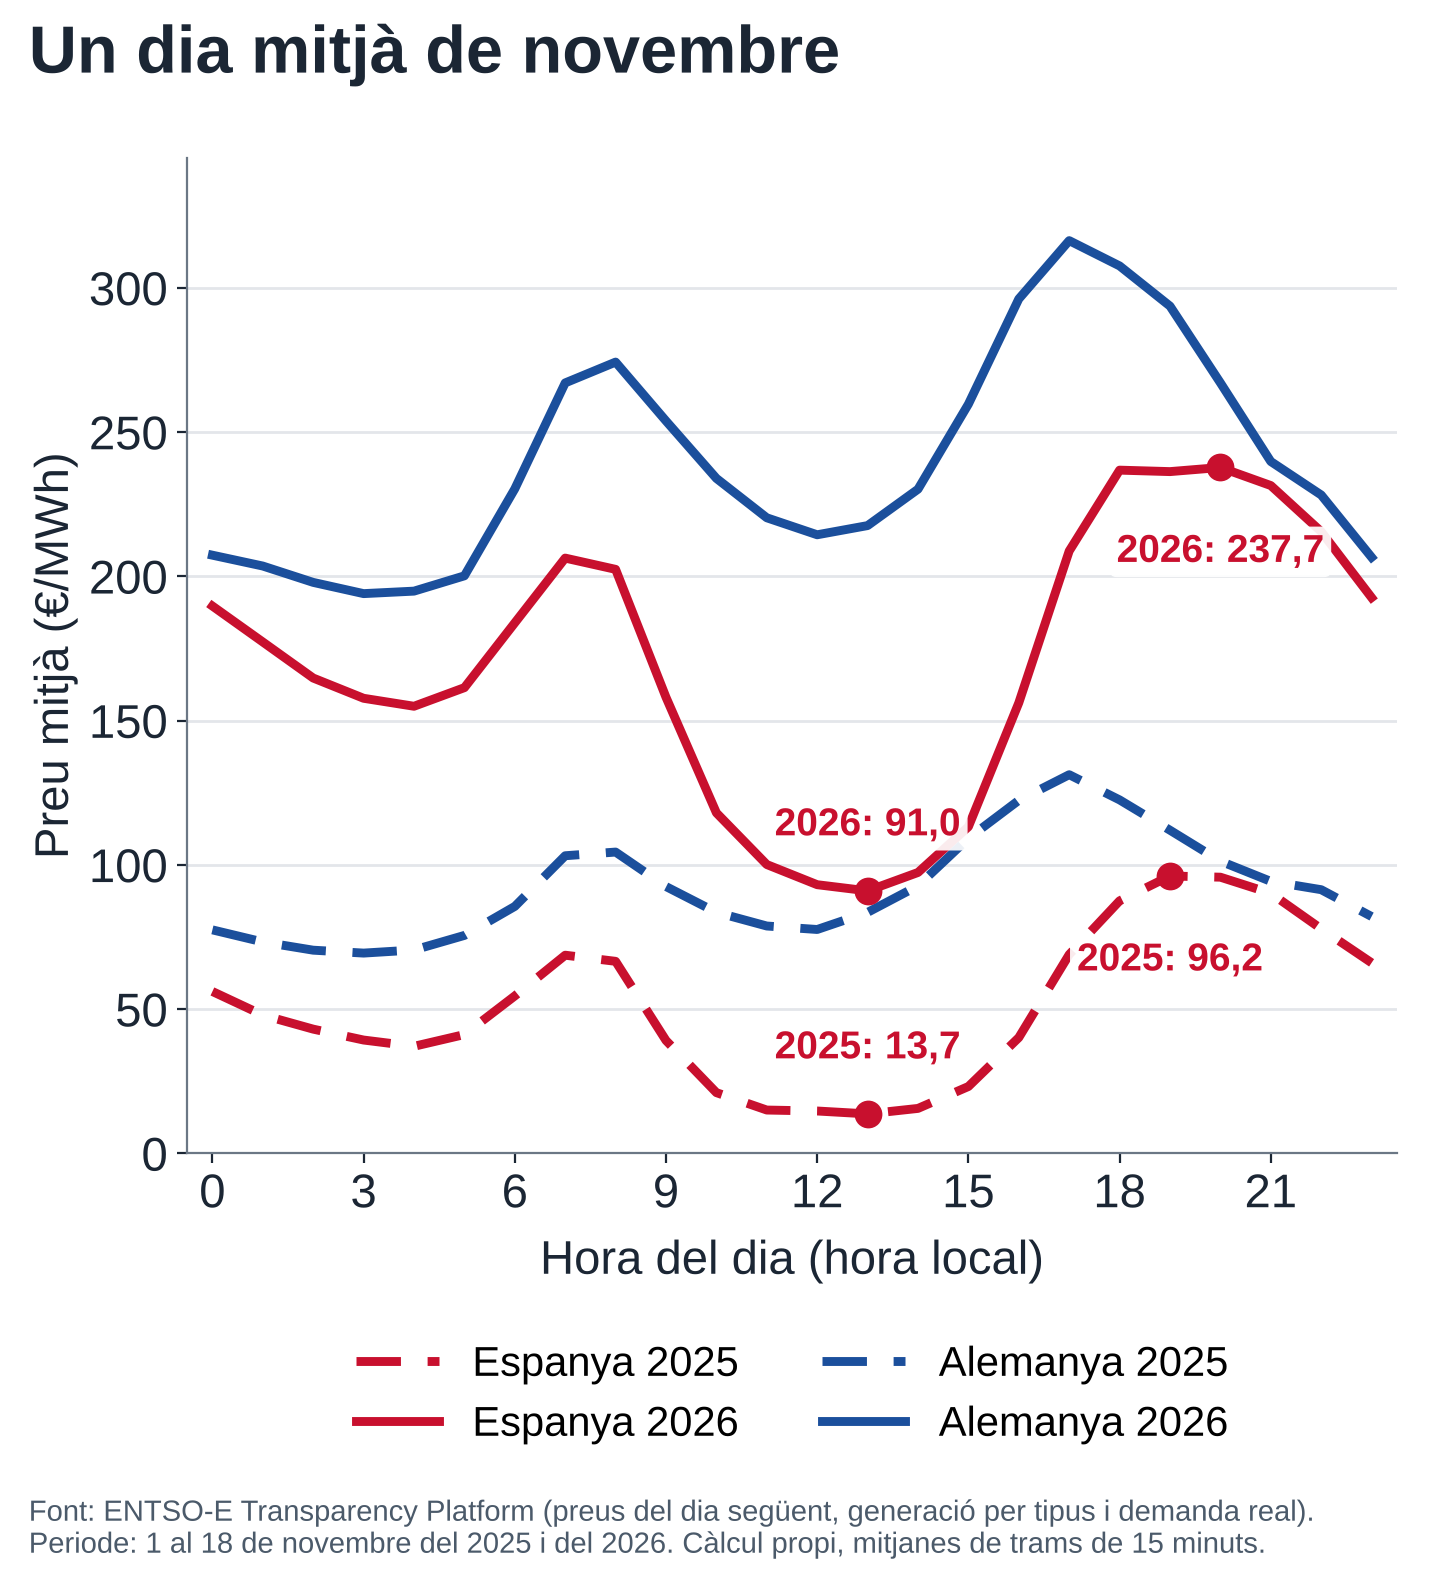 Un dia mitjà de novembre
Preu mitjà (€/MWh)
300
250
200
150
100
50
0
2026: 237,7
2026: 91,0
2025: 96,2
2025: 13,7
0 3 6 9 12 15 18 21
Hora del dia (hora local)
Espanya 2025 Alemanya 2025
Espanya 2026 Alemanya 2026
Font: ENTSO-E Transparency Platform (preus del dia següent, generació per tipus i demanda real).
Periode: 1 al 18 de novembre del 2025 i del 2026. Càlcul propi, mitjanes de trams de 15 minuts.